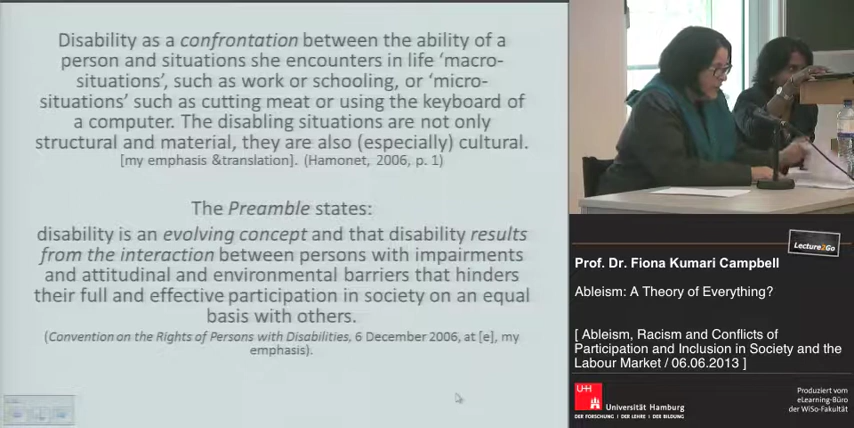 Disability as a confrontation between the ability of a
person and situations she encounters in life ‘macro-
situations’, such as work or schooling, or ‘micro-
situations’ such as cutting meat or using the keyboard of
a computer. The disabling situations are not only
structural and material, they are also (especially) cultural.
[my emphasis &translation]. (Hamonet, 2006, p. 1)
The Preamble states:
disability is an evolving concept and that disability results
from the interaction between persons with impairments
and attitudinal and environmental barriers that hinders
their full and effective participation in society on an equal
basis with others.
(Convention on the Rights of Persons with Disabilities, 6 December 2006, at [e], my
emphasis).
Lecture2Go
Prof. Dr. Fiona Kumari Campbell
Ableism: A Theory of Everything?
[ Ableism, Racism and Conflicts of
Participation and Inclusion in Society and the
Labour Market / 06.06.2013 ]
UH
Universität Hamburg
DER FORSCHUNG | DER LEHRE | DER BILDUNG
Produziert vom
eLearning-Büro
der WiSo-Fakultät